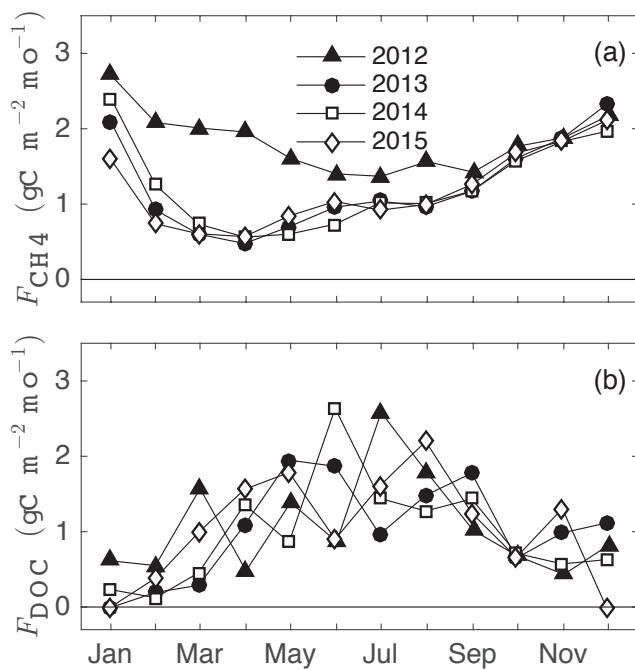 (a)
2012
2013
2014
2015
3
2
1
0
F_CH4 (gC m⁻² mo⁻¹)
(b)
3
2
1
0
F_DOC (gC m⁻² mo⁻¹)
Jan Mar May Jul Sep Nov